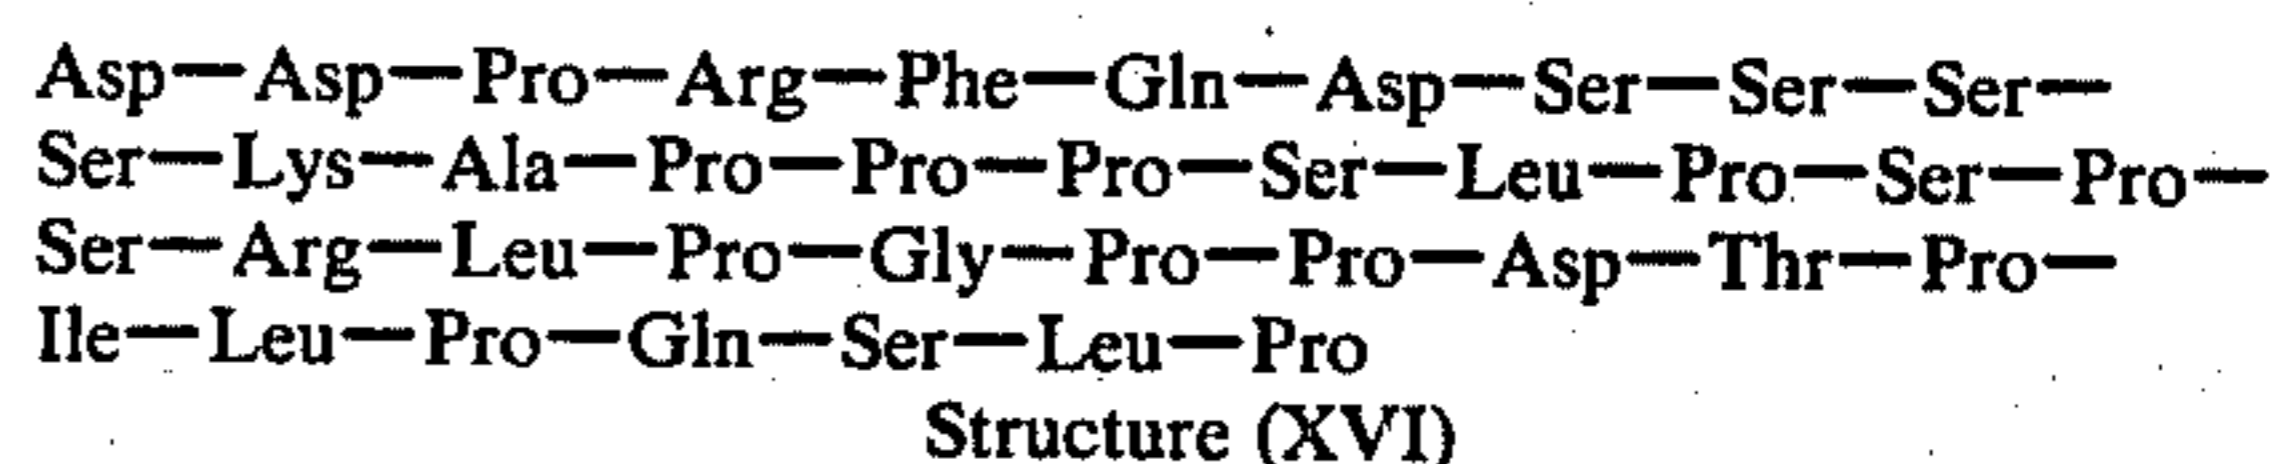 Asp—Asp—Pro—Arg—Phe—Gln—Asp—Ser—Ser—Ser—
Ser—Lys—Ala—Pro—Pro—Pro—Ser—Leu—Pro—Ser—Pro—
Ser—Arg—Leu—Pro—Gly—Pro—Pro—Asp—Thr—Pro—
Ile—Leu—Pro—Gln—Ser—Leu—Pro
Structure (XVI)